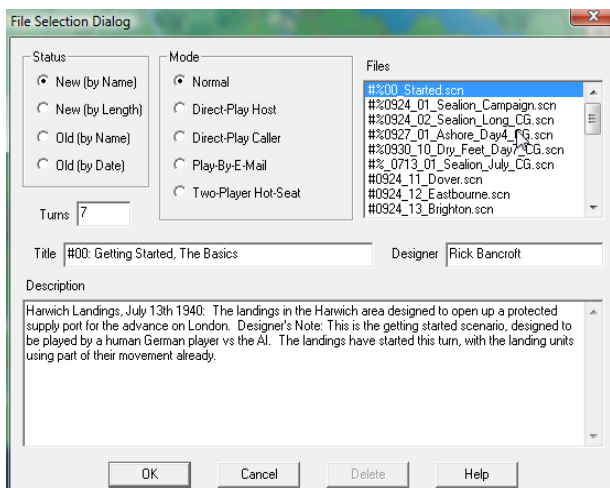 File Selection Dialog
Status
New (by Name)
New (by Length)
Old (by Name)
Old (by Date)
Turns 7
Mode
Normal
Direct-Play Host
Direct-Play Caller
Play-By-E-Mail
Two-Player Hot-Seat
Files
#%00_Started.scn
#%0924_01_Sealion_Campaign.scn
#%0924_02_Sealion_Long_CG.scn
#%0927_01_Ashore_Day4_CG.scn
#%0930_10_Dry_Feet_Day7_CG.scn
#%_0713_01_Sealion_July_CG.scn
#0924_11_Dover.scn
#0924_12_Eastbourne.scn
#0924_13_Brighton.scn
Title #00: Getting Started, The Basics
Designer Rick Bancroft
Description
Harwich Landings, July 13th 1940: The landings in the Harwich area designed to open up a protected
supply port for the advance on London. Designer's Note: This is the getting started scenario, designed to
be played by a human German player vs the AI. The landings have started this turn, with the landing units
using part of their movement already.
OK
Cancel
Delete
Help